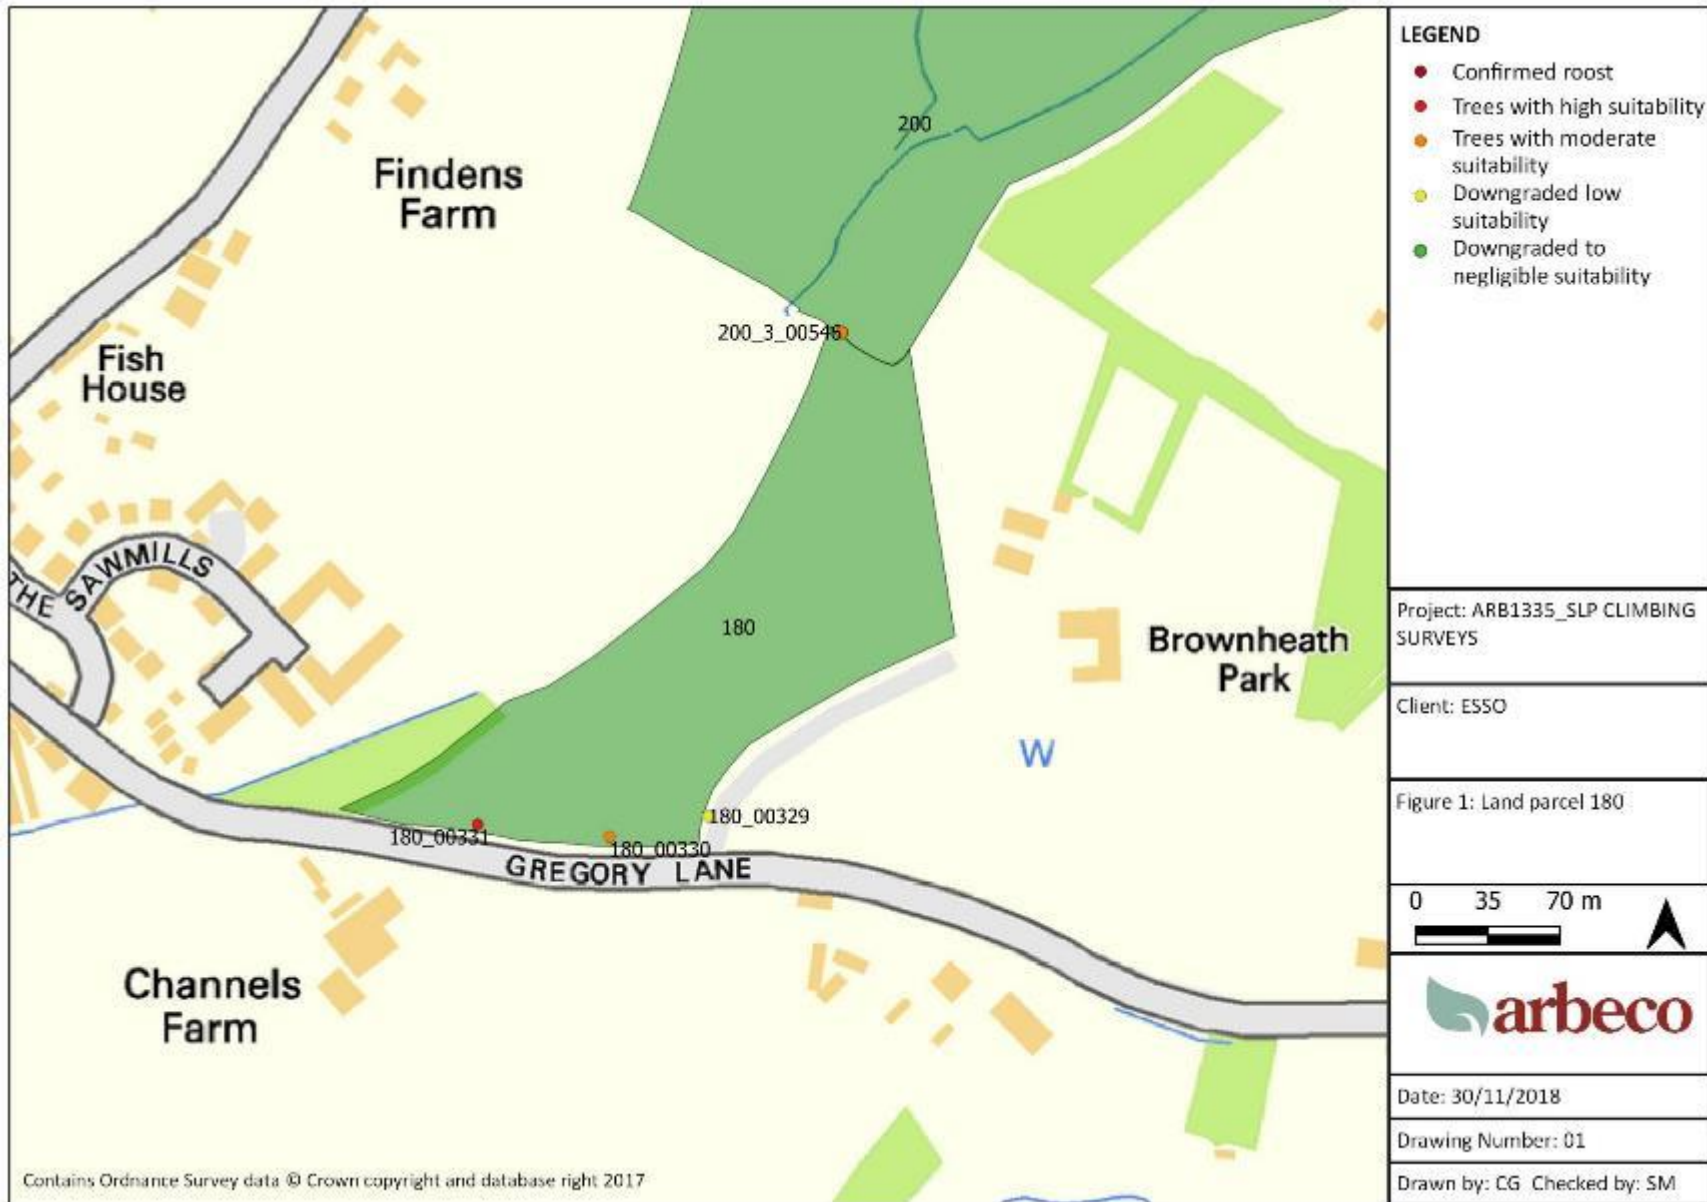 200
Findens
Farm
200_3_00546
Fish
House
THE SAWMILLS
180
Brownheath
Park
W
180_00329
180_00331
180_00330
GREGORY LANE
Channels
Farm
Contains Ordnance Survey data © Crown copyright and database right 2017
LEGEND
Confirmed roost
Trees with high suitability
Trees with moderate
suitability
Downgraded low
suitability
Downgraded to
negligible suitability
Project: ARB1335_SLP CLIMBING
SURVEYS
Client: ESSO
Figure 1: Land parcel 180
0 35 70 m
arbeco
Date: 30/11/2018
Drawing Number: 01
Drawn by: CG Checked by: SM